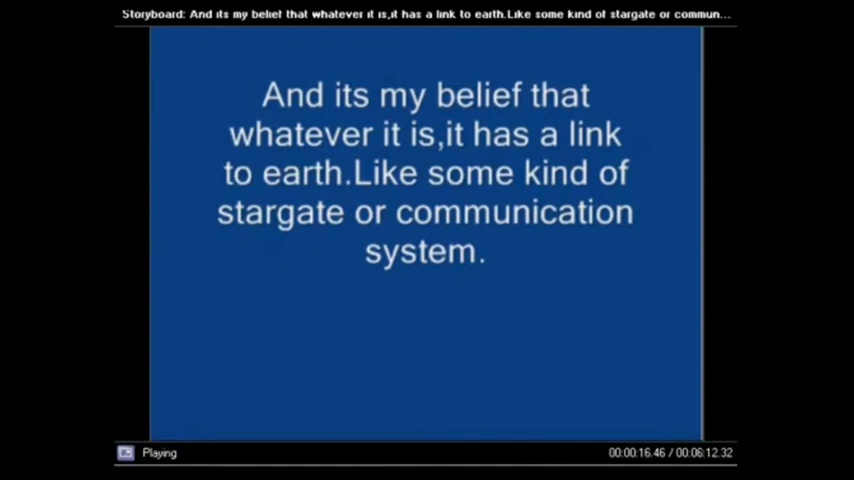 Storyboard: And its my belief that whatever it is,it has a link to earth.Like some kind of stargate or commun...
And its my belief that
whatever it is,it has a link
to earth.Like some kind of
stargate or communication
system.
Playing
00:00:16.46 / 00:06:12.32